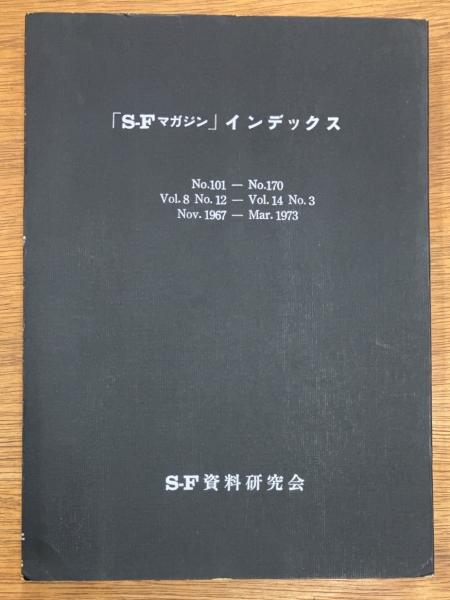 「S-Fマガジン」インデックス
No.101 — No.170
Vol.8 No.12 — Vol.14 No.3
Nov. 1967 — Mar. 1973
S-F資料研究会